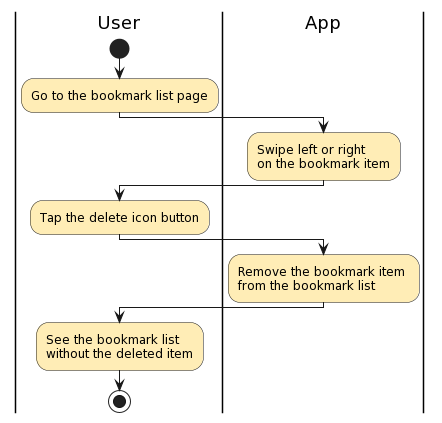 User
App
Go to the bookmark list page
Swipe left or right
on the bookmark item
Tap the delete icon button
Remove the bookmark item
from the bookmark list
See the bookmark list
without the deleted item